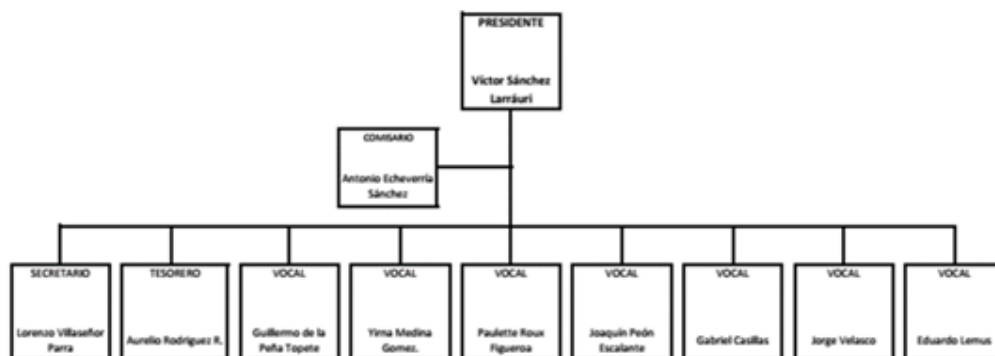 PRESIDENTE
Víctor Sánchez
Larráuri
COMISARIO
Antonio Echeverría
Sánchez
SECRETARIO
Lorenzo Villaseñor
Parra
TESORERO
Aurelio Rodríguez R.
VOCAL
Guillermo de la
Peña Topete
VOCAL
Yirna Medina
Gomez.
VOCAL
Paulette Roux
Figueroa
VOCAL
Joaquín Peón
Escalante
VOCAL
Gabriel Casillas
VOCAL
Jorge Velasco
VOCAL
Eduardo Lemus